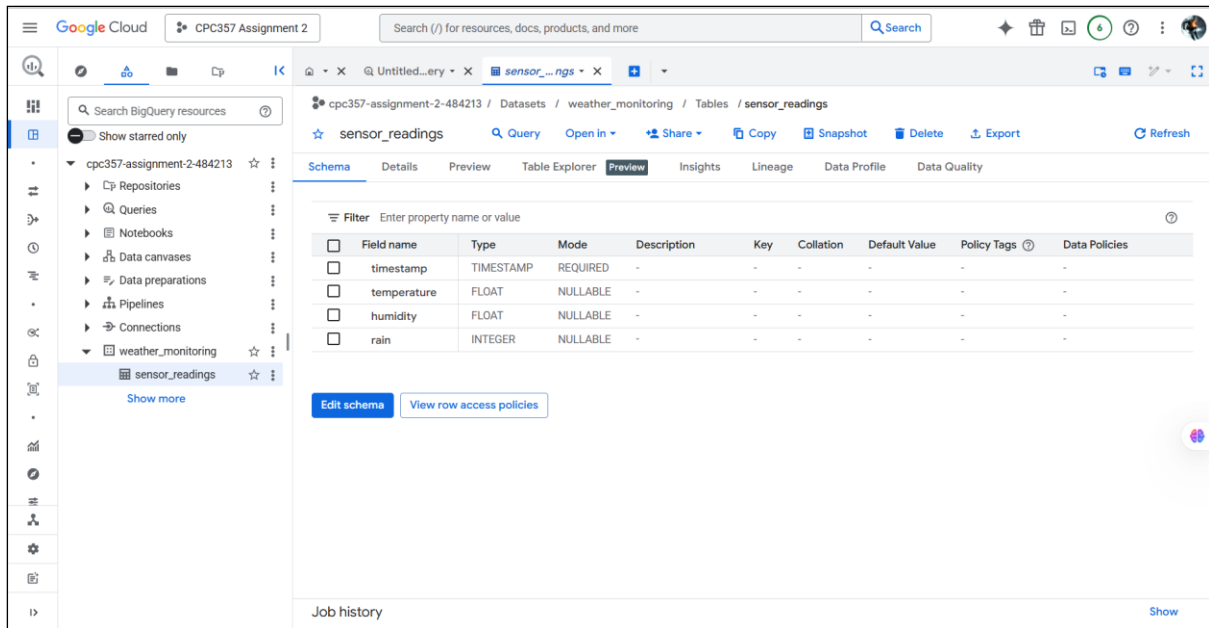 Google Cloud
CPC357 Assignment 2
Search (/) for resources, docs, products, and more
Search
6
Untitled...ery
sensor_...ngs
Search BigQuery resources
Show starred only
cpc357-assignment-2-484213
Repositories
Queries
Notebooks
Data canvases
Data preparations
Pipelines
Connections
weather_monitoring
sensor_readings
Show more
cpc357-assignment-2-484213 / Datasets / weather_monitoring / Tables / sensor_readings
sensor_readings Query Open in Share Copy Snapshot Delete Export Refresh
Schema Details Preview Table Explorer Preview Insights Lineage Data Profile Data Quality
Filter Enter property name or value
Field name Type Mode Description Key Collation Default Value Policy Tags Data Policies
timestamp TIMESTAMP REQUIRED - - - - - -
temperature FLOAT NULLABLE - - - - - -
humidity FLOAT NULLABLE - - - - - -
rain INTEGER NULLABLE - - - - - -
Edit schema View row access policies
Job history Show